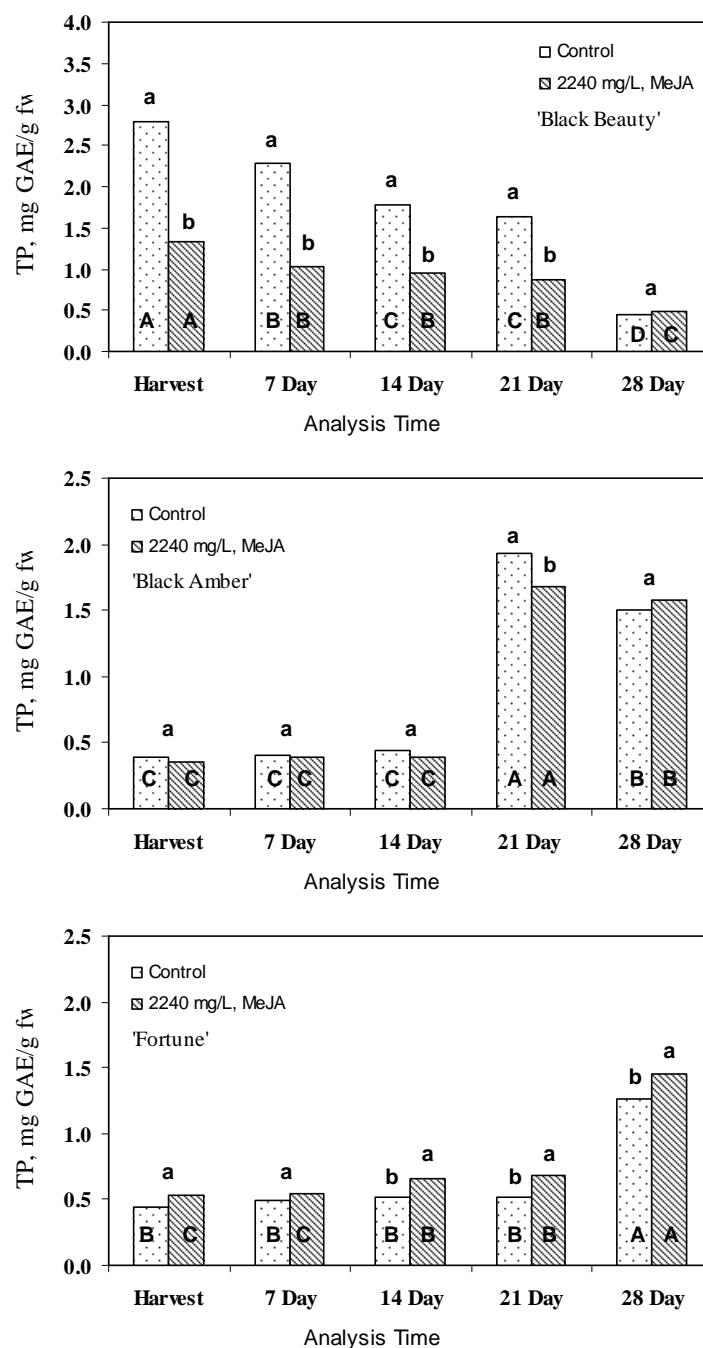 4.0
Control
3.5
2240 mg/L, MeJA
3.0
'Black Beauty'
2.5
2.0
1.5
1.0
0.5
0.0
TP, mg GAE/g fw
a
b
a
b
a
b
a
b
a
A A B B C B C B D C
Harvest 7 Day 14 Day 21 Day 28 Day
Analysis Time
2.5
Control
2.0
2240 mg/L, MeJA
'Black Amber'
1.5
1.0
0.5
0.0
TP, mg GAE/g fw
a
a
a
a
b
a
C C C C C C A A B B
Harvest 7 Day 14 Day 21 Day 28 Day
Analysis Time
2.5
Control
2.0
2240 mg/L, MeJA
'Fortune'
1.5
1.0
0.5
0.0
TP, mg GAE/g fw
a
a
b
a
b
a
b
a
B C B C B B B B A A
Harvest 7 Day 14 Day 21 Day 28 Day
Analysis Time